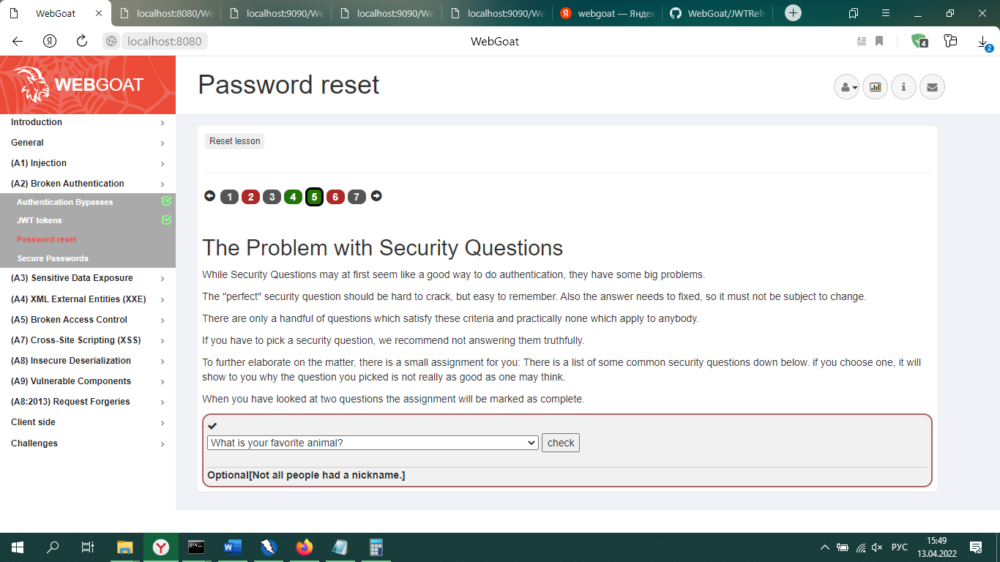 WebGoat
localhost:8080/We
localhost:9090/We
localhost:9090/We
localhost:9090/We
webgoat — Яндек
WebGoat/JWTRefr
localhost:8080
WebGoat
4
2
WEBGOAT
Password reset
Introduction
General
(A1) Injection
(A2) Broken Authentication
Authentication Bypasses
JWT tokens
Password reset
Secure Passwords
(A3) Sensitive Data Exposure
(A4) XML External Entities (XXE)
(A5) Broken Access Control
(A7) Cross-Site Scripting (XSS)
(A8) Insecure Deserialization
(A9) Vulnerable Components
(A8:2013) Request Forgeries
Client side
Challenges
Reset lesson
1 2 3 4 5 6 7
The Problem with Security Questions
While Security Questions may at first seem like a good way to do authentication, they have some big problems.
The "perfect" security question should be hard to crack, but easy to remember. Also the answer needs to fixed, so it must not be subject to change.
There are only a handful of questions which satisfy these criteria and practically none which apply to anybody.
If you have to pick a security question, we recommend not answering them truthfully.
To further elaborate on the matter, there is a small assignment for you: There is a list of some common security questions down below. if you choose one, it will
show to you why the question you picked is not really as good as one may think.
When you have looked at two questions the assignment will be marked as complete.
What is your favorite animal?
check
Optional[Not all people had a nickname.]
РУС
15:49
13.04.2022